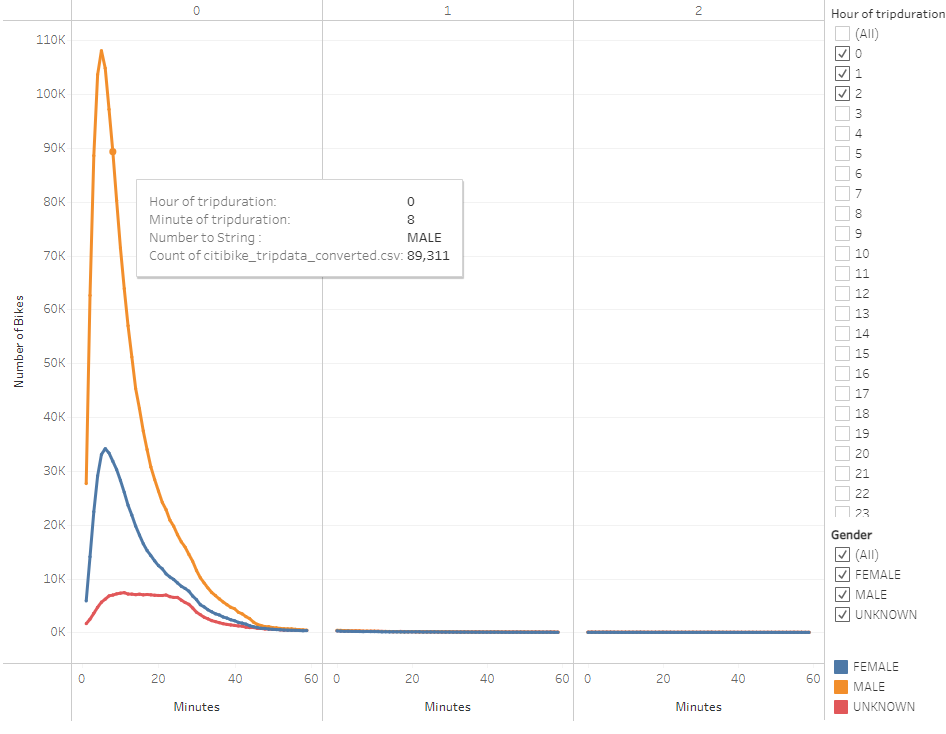 0 1 2
110K
100K
90K
80K
70K
60K
50K
40K
30K
20K
10K
0K
Number of Bikes
Hour of tripduration: 0
Minute of tripduration: 8
Number to String : MALE
Count of citibike_tripdata_converted.csv: 89,311
0 20 40 60 0 20 40 60 0 20 40 60
Minutes Minutes Minutes
Hour of tripduration
(All)
0
1
2
3
4
5
6
7
8
9
10
11
12
13
14
15
16
17
18
19
20
21
22
23
Gender
(All)
FEMALE
MALE
UNKNOWN
FEMALE
MALE
UNKNOWN